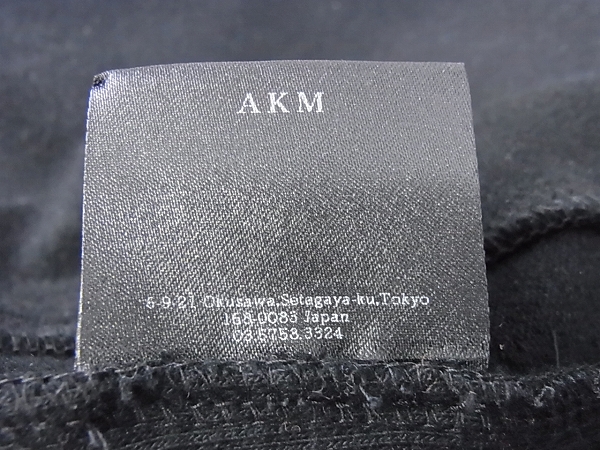 AKM
5-9-21 Okusawa.Setagaya-ku.Tokyo
158.0083 Japan
03.5758.3324